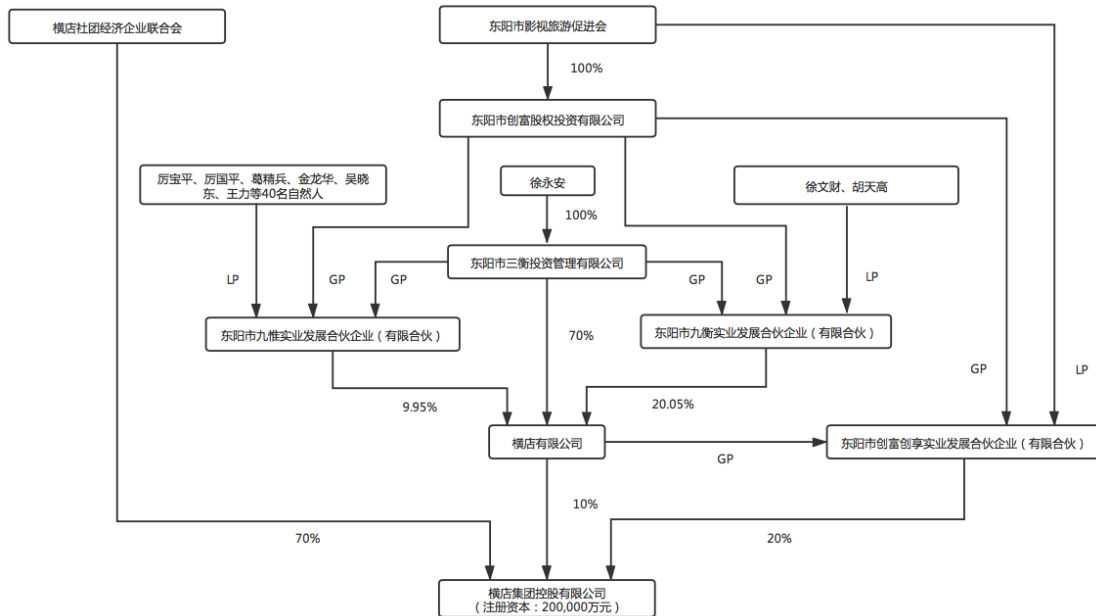 横店社团经济企业联合会
东阳市影视旅游促进会
100%
东阳市创富股权投资有限公司
厉宝平、厉国平、葛精兵、金龙华、吴晓
东、王力等40名自然人
徐永安
徐文财、胡天高
100%
东阳市三衡投资管理有限公司
LP
GP
GP
GP
GP
LP
东阳市九惟实业发展合伙企业（有限合伙）
70%
东阳市九衡实业发展合伙企业（有限合伙）
GP
LP
9.95%
20.05%
横店有限公司
GP
东阳市创富创享实业发展合伙企业（有限合伙）
10%
70%
20%
横店集团控股有限公司
（注册资本：200,000万元）